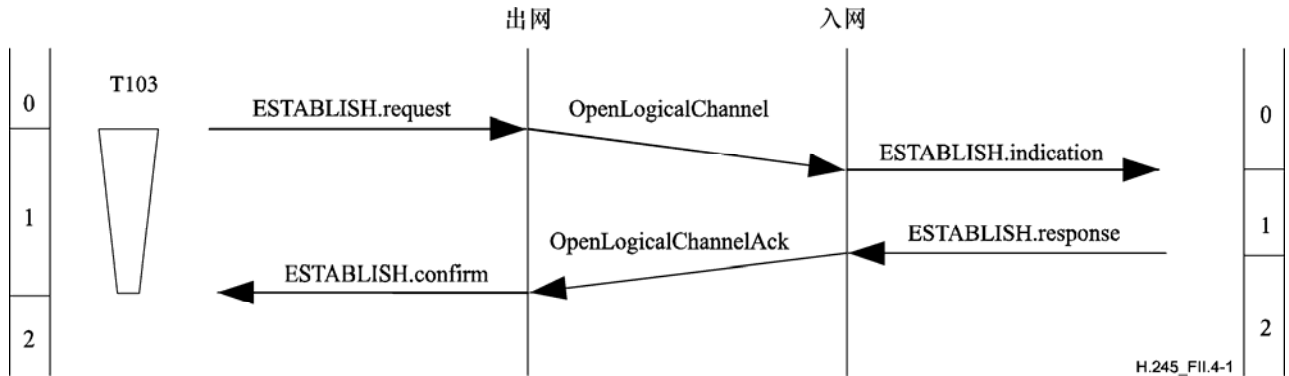 出网
入网
T103
0
ESTABLISH.request
OpenLogicalChannel
0
ESTABLISH.indication
1
OpenLogicalChannelAck
ESTABLISH.response
1
ESTABLISH.confirm
2
2
H.245_FII.4-1